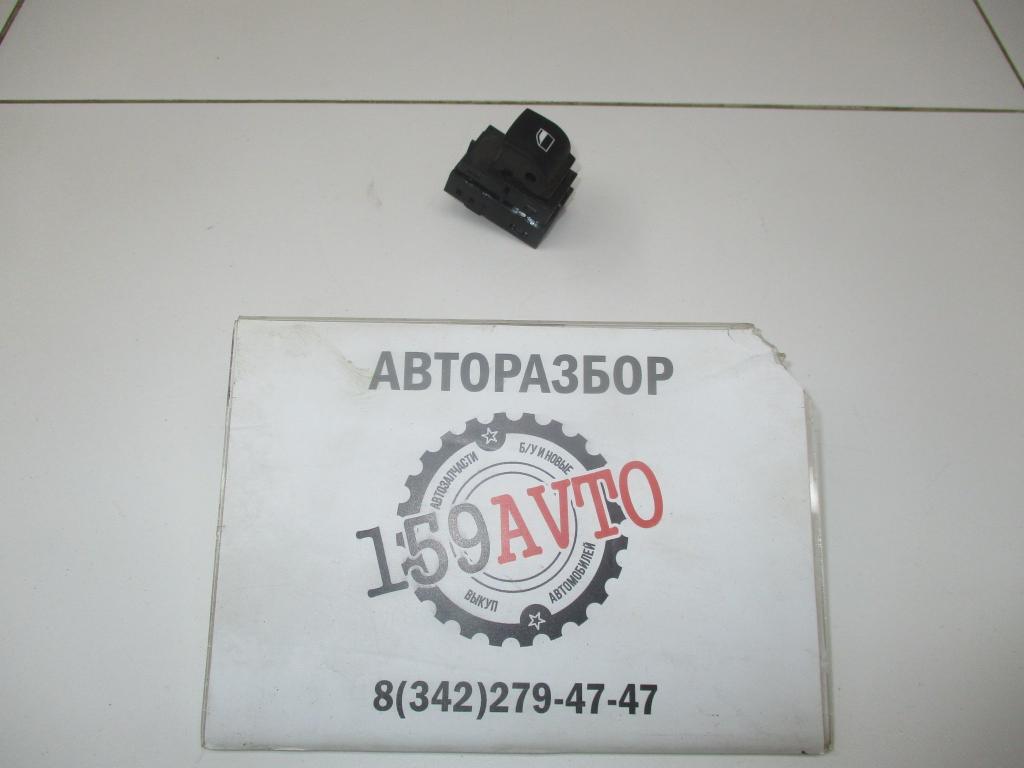 АВТОРАЗБОР
АВТОЗАПЧАСТИ
Б/У И НОВЫЕ
159AVTO
ВЫКУП
АВТОМОБИЛЕЙ
8(342)279-47-47